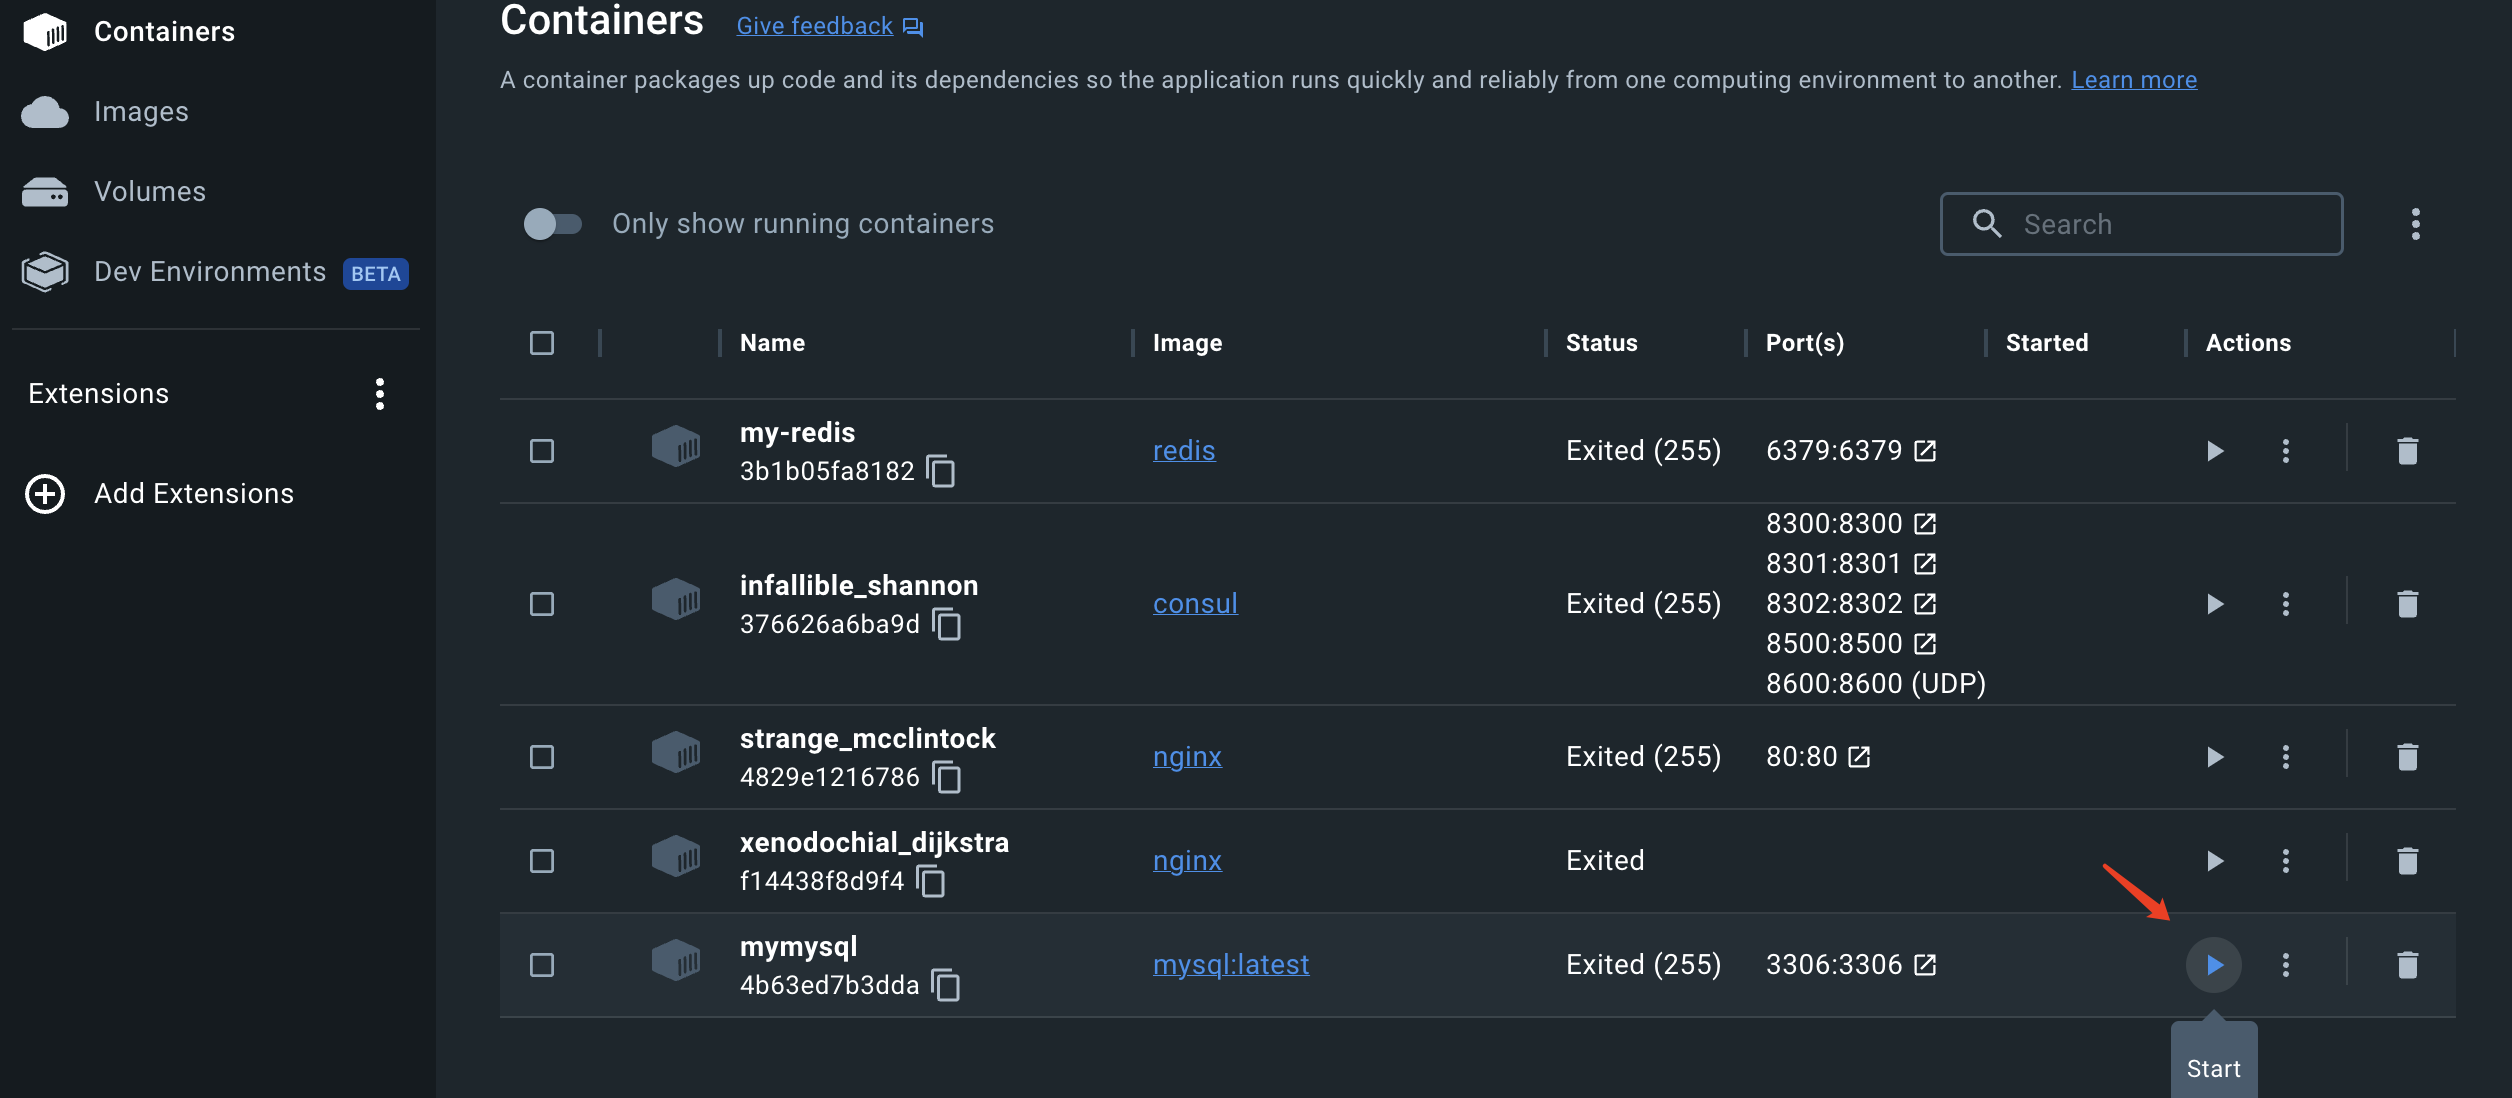 Containers
Images
Volumes
Dev Environments BETA
Extensions
Add Extensions
Containers Give feedback
A container packages up code and its dependencies so the application runs quickly and reliably from one computing environment to another. Learn more
Only show running containers
Search
Name Image Status Port(s) Started Actions
my-redis
3b1b05fa8182
redis
Exited (255)
6379:6379
infallible_shannon
376626a6ba9d
consul
Exited (255)
8300:8300
8301:8301
8302:8302
8500:8500
8600:8600 (UDP)
strange_mcclintock
4829e1216786
nginx
Exited (255)
80:80
xenodochial_dijkstra
f14438f8d9f4
nginx
Exited
mymysql
4b63ed7b3dda
mysql:latest
Exited (255)
3306:3306
Start